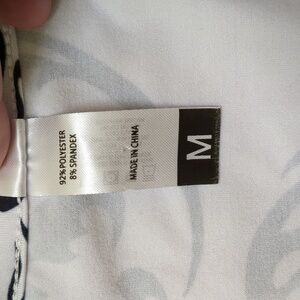 92% POLYESTER
8% SPANDEX
MADE IN CHINA
M